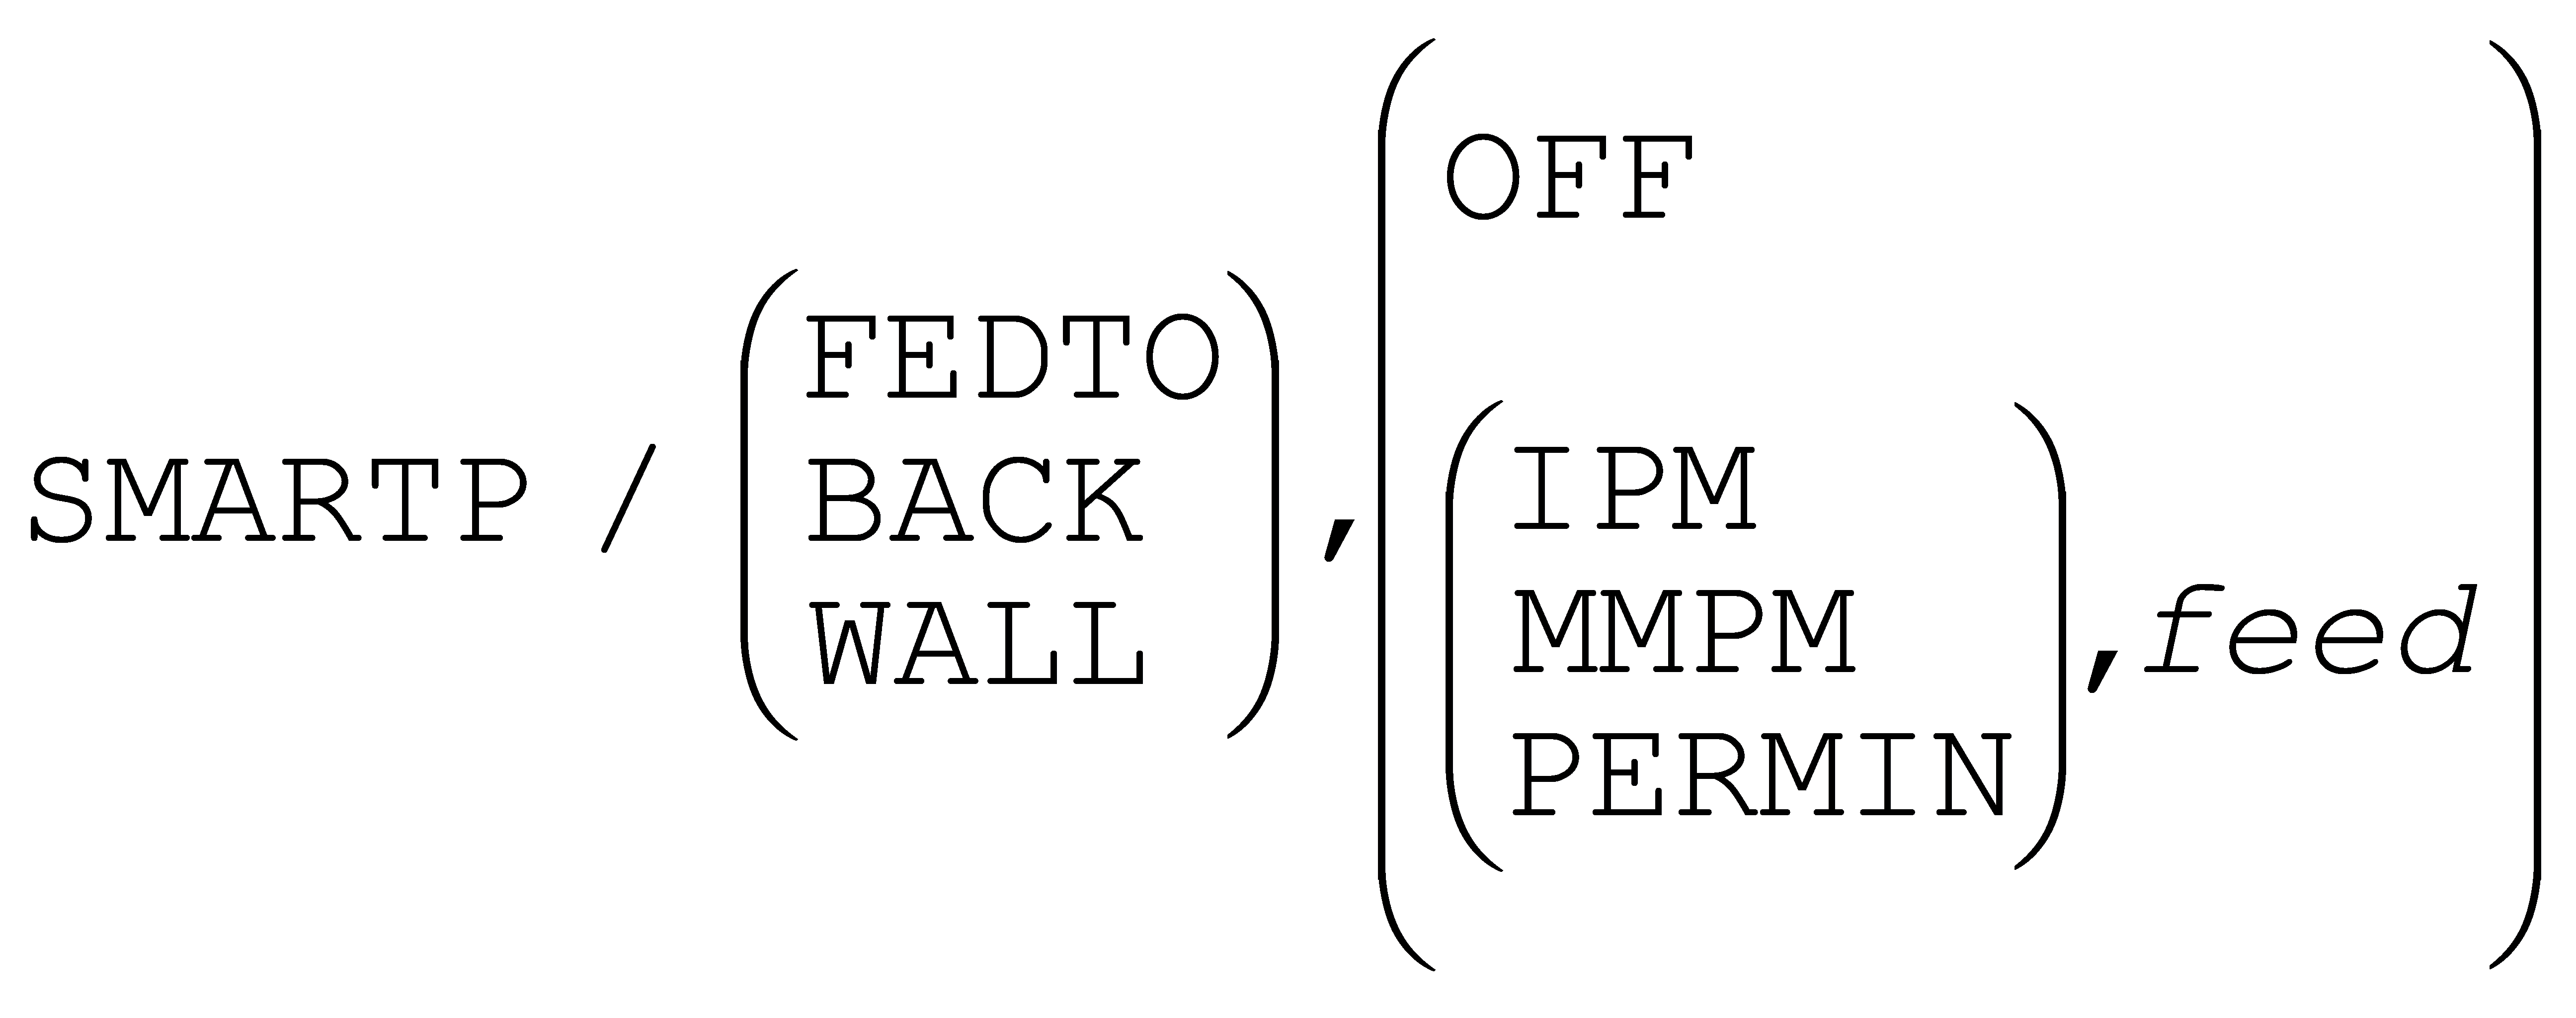 OFF
FEDTO
IPM
SMARTP / BACK ,
MMPM ,feed
WALL
PERMIN